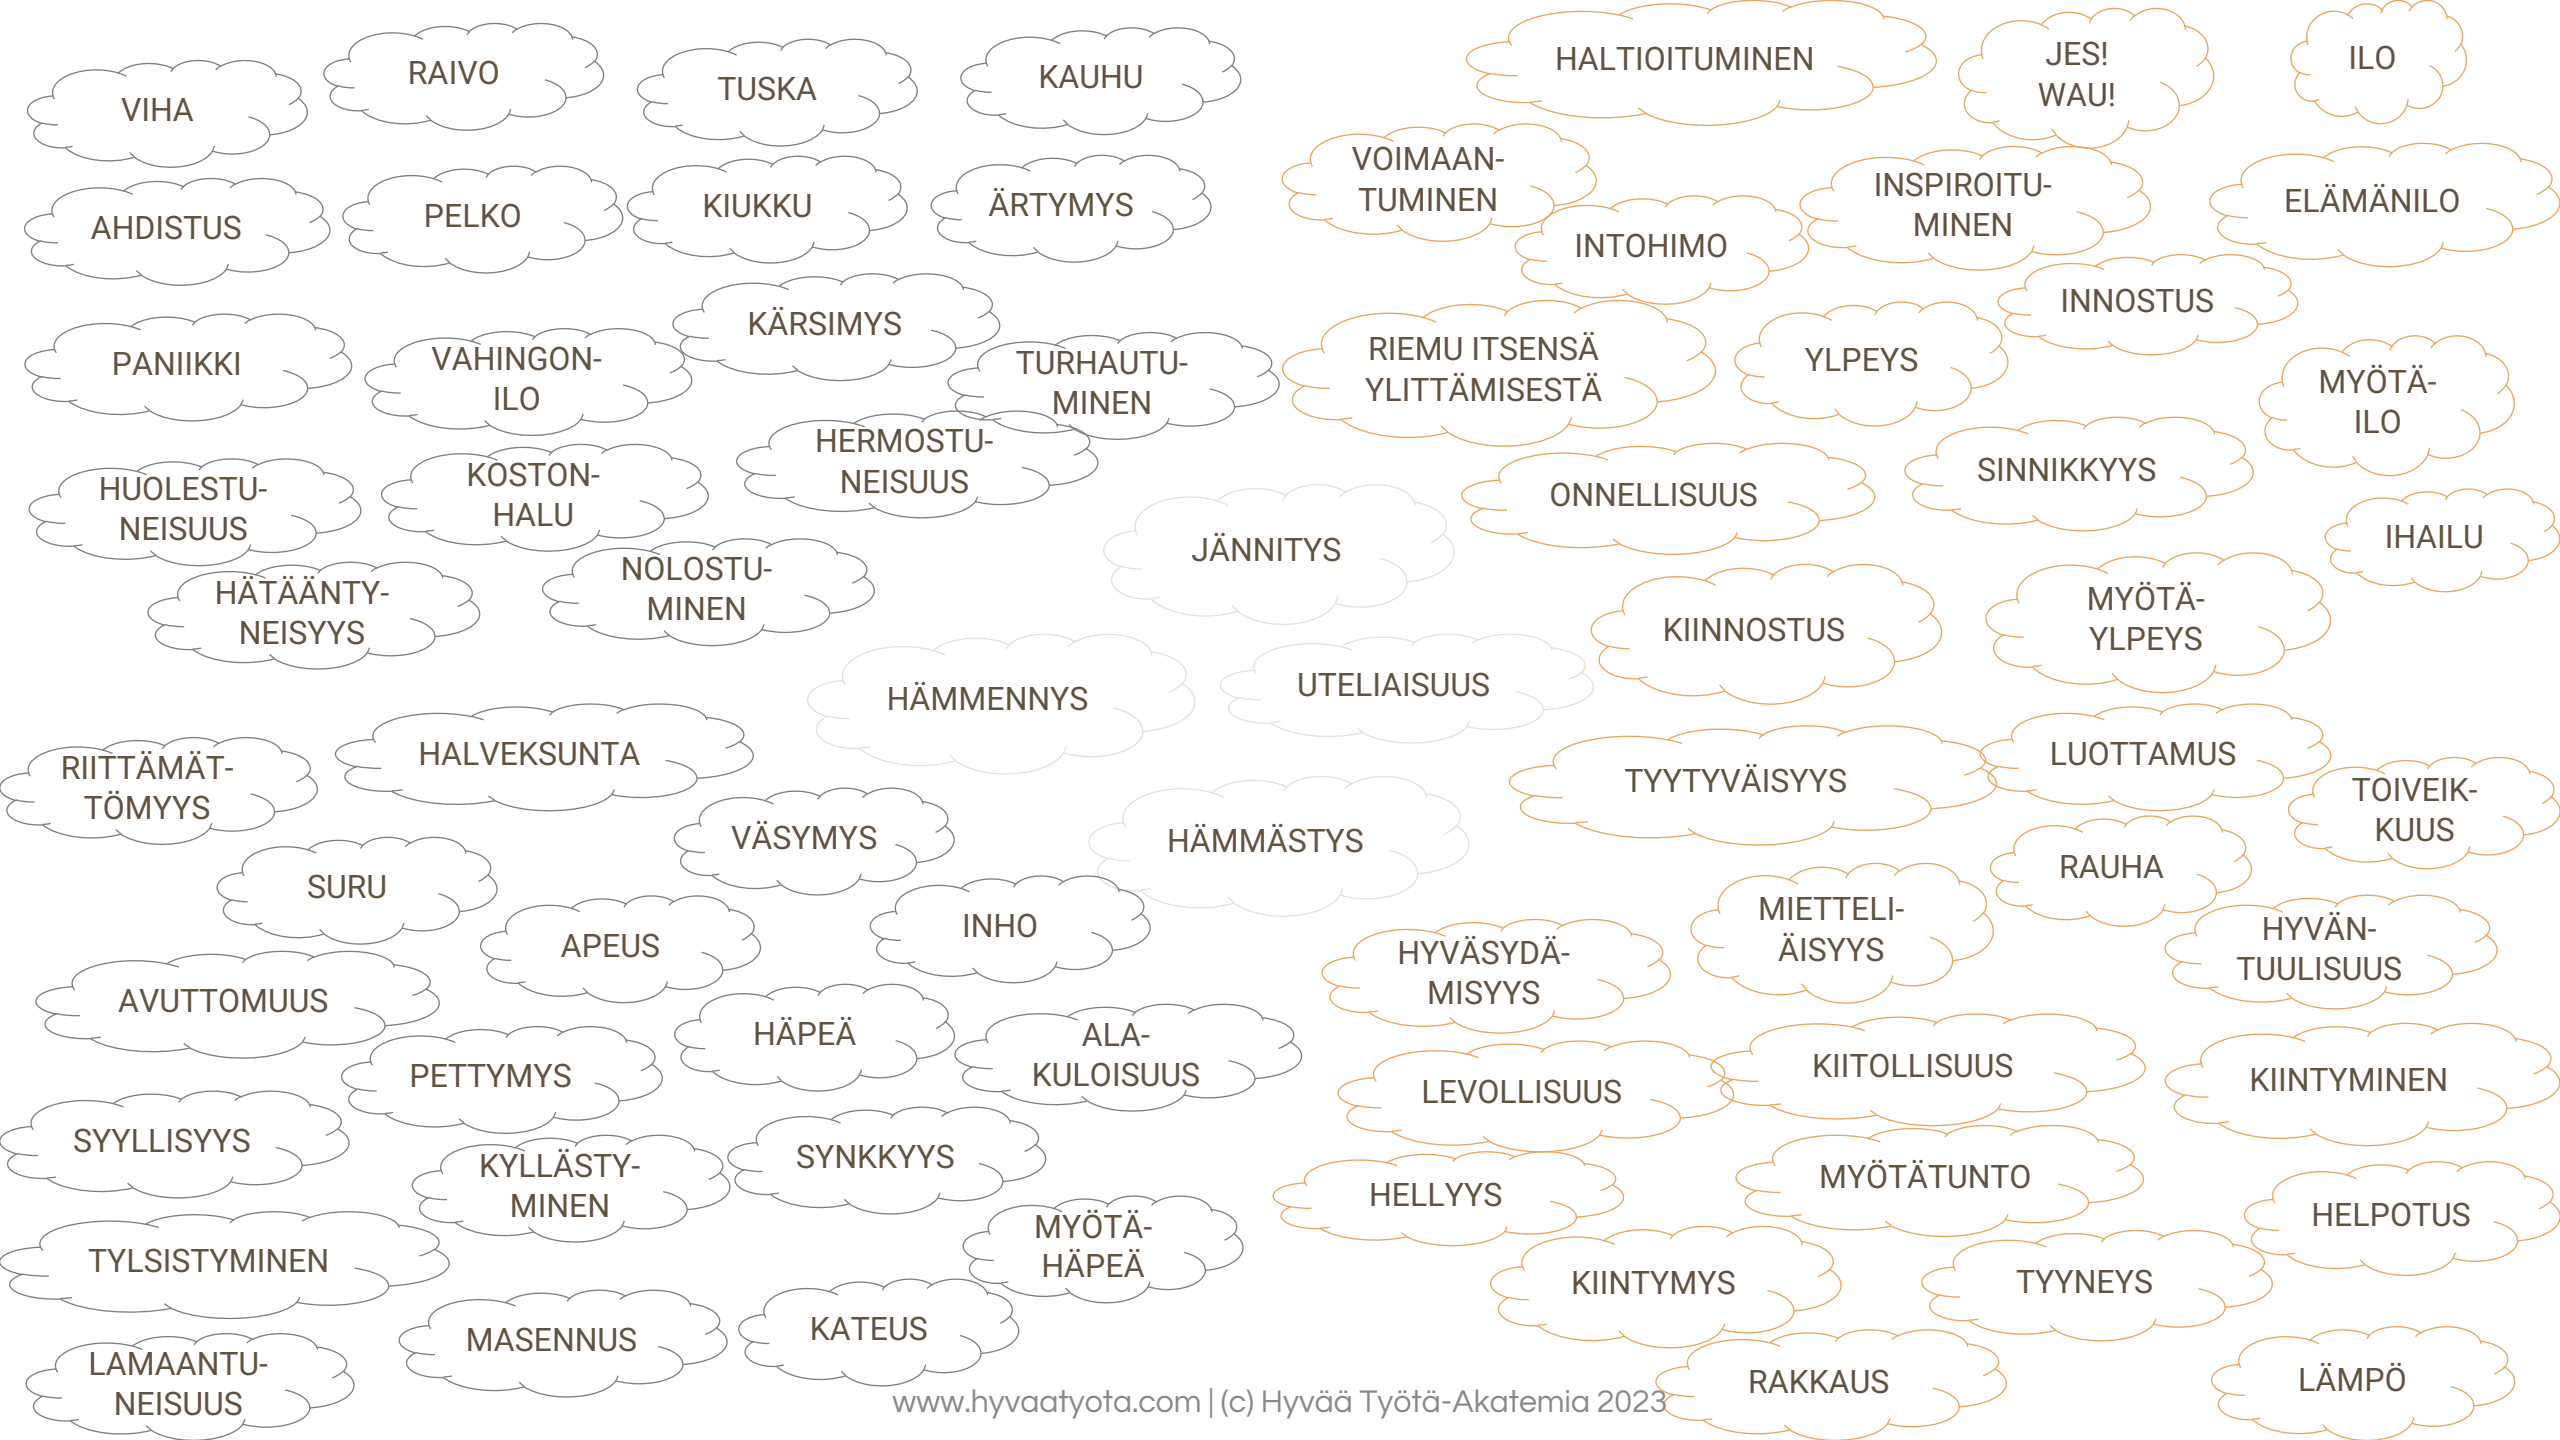 VIHA
RAIVO
TUSKA
KAUHU
AHDISTUS
PELKO
KIUKKU
ÄRTYMYS
PANIIKKI
VAHINGON-
ILO
KÄRSIMYS
TURHAUTU-
MINEN
HUOLESTU-
NEISUUS
KOSTON-
HALU
HERMOSTU-
NEISUUS
HÄTÄÄNTY-
NEISYYS
NOLOSTU-
MINEN
JÄNNITYS
HÄMMENNYS
UTELIAISUUS
HÄMMÄSTYS
RIITTÄMÄT-
TÖMYYS
HALVEKSUNTA
VÄSYMYS
SURU
APEUS
INHO
AVUTTOMUUS
PETTYMYS
HÄPEÄ
ALA-
KULOISUUS
SYYLLISYYS
KYLLÄSTY-
MINEN
SYNKKYYS
MYÖTÄ-
HÄPEÄ
TYLSISTYMINEN
MASENNUS
KATEUS
LAMAANTU-
NEISUUS
HALTIOITUMINEN
JES!
WAU!
ILO
VOIMAAN-
TUMINEN
INTOHIMO
INSPIROITU-
MINEN
ELÄMÄNILO
INNOSTUS
RIEMU ITSENSÄ
YLITTÄMISESTÄ
YLPEYS
MYÖTÄ-
ILO
ONNELLISUUS
SINNIKKYYS
IHAILU
KIINNOSTUS
MYÖTÄ-
YLPEYS
TYYTYVÄISYYS
LUOTTAMUS
TOIVEIK-
KUUS
RAUHA
MIETTELI-
ÄISYYS
HYVÄSYDÄ-
MISYYS
HYVÄN-
TUULISUUS
LEVOLLISUUS
KIITOLLISUUS
KIINTYMINEN
HELLYYS
MYÖTÄTUNTO
HELPOTUS
KIINTYMYS
TYYNEYS
RAKKAUS
LÄMPÖ
www.hyvaatyota.com | (c) Hyvää Työtä-Akatemia 2023